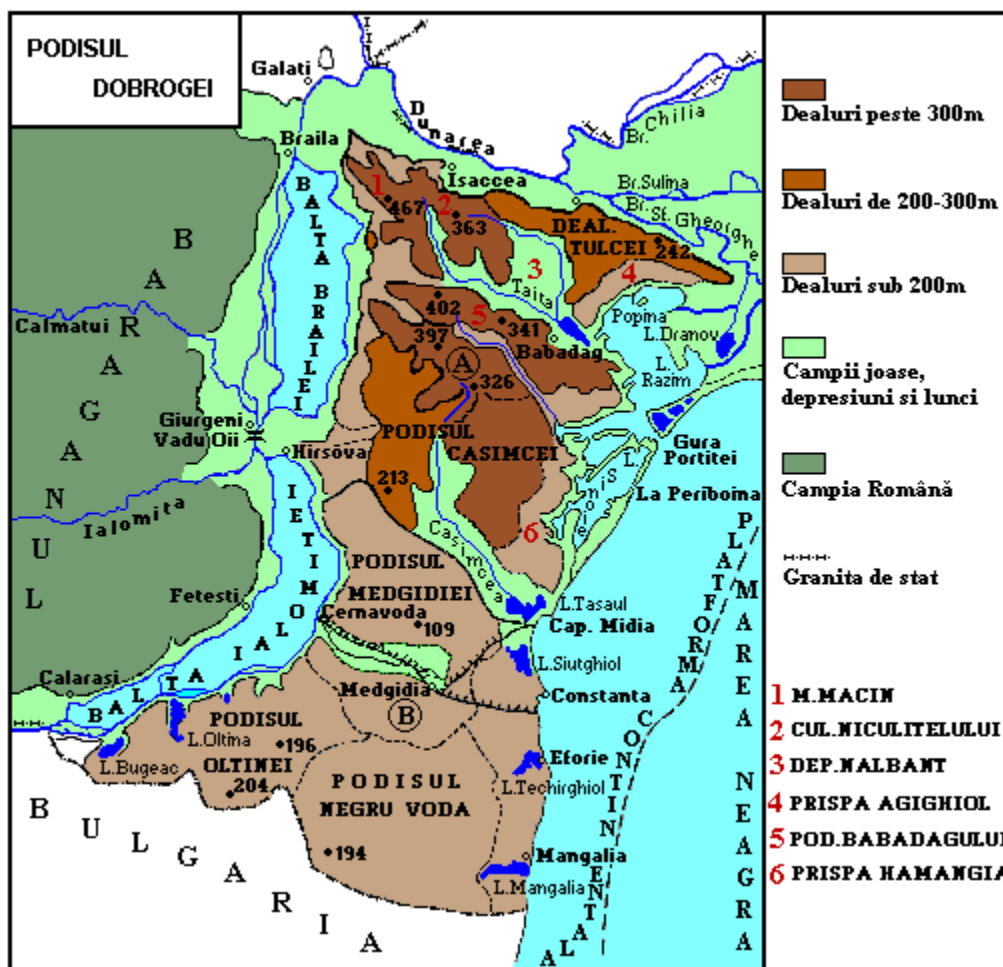 PODISUL
DOBROGEI
Galati
Braila
Dunarea
Isaccea
Br. Chilia
Br.Sulina
Br. St. Gheorghe
BALTA BRAILEI
1
467
2
363
DEAL.
TULCEI
242
3
4
Taita
402
5
341
397
Babadag
A
326
Popina
L.Dranov
L.
Razim
BARAGANUL
Calmatui
Giurgeni
Vadu Oii
Hirsova
PODISUL
CASIMCEI
213
Gura
Portitei
L. Sinoie
La Periboina
6
Ialomita
Casimcea
BALTA IALOMITEI
PODISUL
MEDGIDIEI
Fetesti
Cernavoda
109
L.Tasaul
Cap. Midia
L.Siutghiol
Calarasi
Medgidia
B
Constanta
PODISUL
OLTINEI
L.Oltina
196
204
L.Bugeac
Eforie
L.Techirghiol
PODISUL
NEGRU VODA
194
Mangalia
L.Mangalia
BULGARIA
PLATFORMA CONTINENTALA
MAREA NEAGRA
Dealuri peste 300m
Dealuri de 200-300m
Dealuri sub 200m
Campii joase,
depresiuni si lunci
Campia Română
Granita de stat
1 M.MACIN
2 CUL.NICULITELULUI
3 DEP.NALBANT
4 PRISPA AGIGHIOL
5 POD.BABADAGULUI
6 PRISPA HAMANGIA